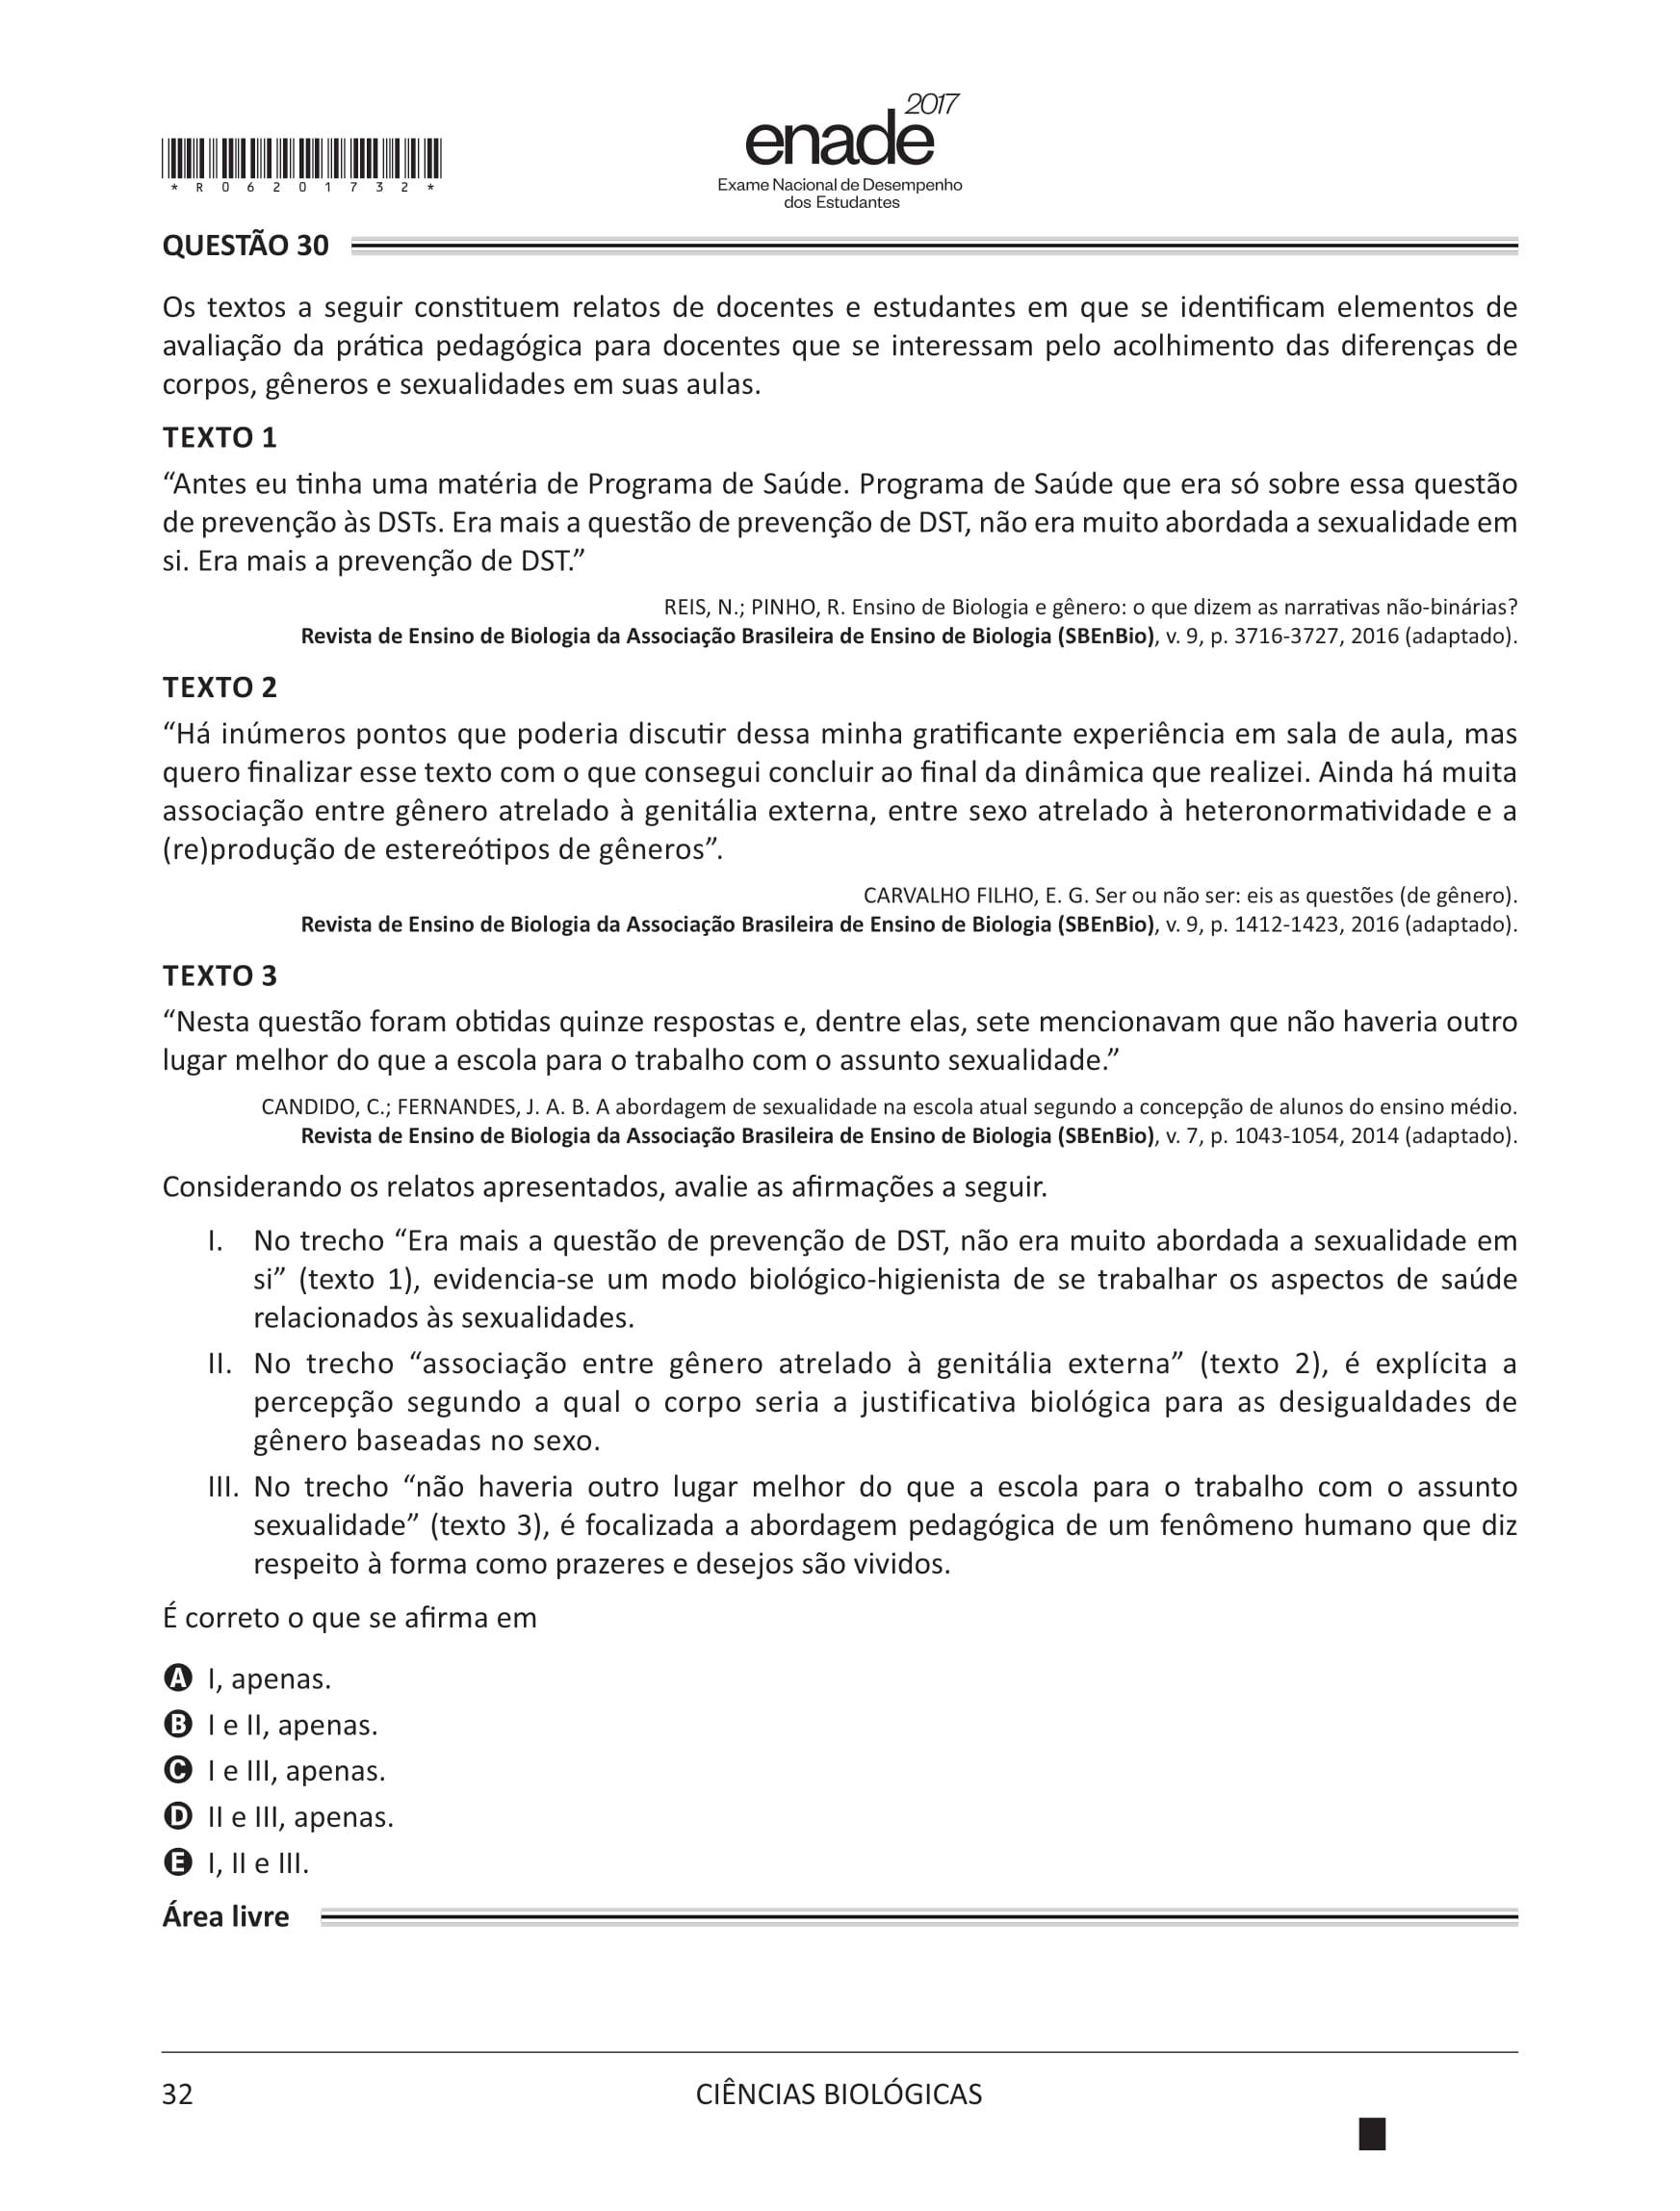 2017
enade
Exame Nacional de Desempenho
dos Estudantes
* R 0 6 2 0 1 7 3 2 *
QUESTÃO 30
Os textos a seguir constituem relatos de docentes e estudantes em que se identificam elementos de
avaliação da prática pedagógica para docentes que se interessam pelo acolhimento das diferenças de
corpos, gêneros e sexualidades em suas aulas.
TEXTO 1
“Antes eu tinha uma matéria de Programa de Saúde. Programa de Saúde que era só sobre essa questão
de prevenção às DSTs. Era mais a questão de prevenção de DST, não era muito abordada a sexualidade em
si. Era mais a prevenção de DST.”
REIS, N.; PINHO, R. Ensino de Biologia e gênero: o que dizem as narrativas não-binárias?
Revista de Ensino de Biologia da Associação Brasileira de Ensino de Biologia (SBEnBio), v. 9, p. 3716-3727, 2016 (adaptado).
TEXTO 2
“Há inúmeros pontos que poderia discutir dessa minha gratificante experiência em sala de aula, mas
quero finalizar esse texto com o que consegui concluir ao final da dinâmica que realizei. Ainda há muita
associação entre gênero atrelado à genitália externa, entre sexo atrelado à heteronormatividade e a
(re)produção de estereótipos de gêneros”.
CARVALHO FILHO, E. G. Ser ou não ser: eis as questões (de gênero).
Revista de Ensino de Biologia da Associação Brasileira de Ensino de Biologia (SBEnBio), v. 9, p. 1412-1423, 2016 (adaptado).
TEXTO 3
“Nesta questão foram obtidas quinze respostas e, dentre elas, sete mencionavam que não haveria outro
lugar melhor do que a escola para o trabalho com o assunto sexualidade.”
CANDIDO, C.; FERNANDES, J. A. B. A abordagem de sexualidade na escola atual segundo a concepção de alunos do ensino médio.
Revista de Ensino de Biologia da Associação Brasileira de Ensino de Biologia (SBEnBio), v. 7, p. 1043-1054, 2014 (adaptado).
Considerando os relatos apresentados, avalie as afirmações a seguir.
I. No trecho “Era mais a questão de prevenção de DST, não era muito abordada a sexualidade em
si” (texto 1), evidencia-se um modo biológico-higienista de se trabalhar os aspectos de saúde
relacionados às sexualidades.
II. No trecho “associação entre gênero atrelado à genitália externa” (texto 2), é explícita a
percepção segundo a qual o corpo seria a justificativa biológica para as desigualdades de
gênero baseadas no sexo.
III. No trecho “não haveria outro lugar melhor do que a escola para o trabalho com o assunto
sexualidade” (texto 3), é focalizada a abordagem pedagógica de um fenômeno humano que diz
respeito à forma como prazeres e desejos são vividos.
É correto o que se afirma em
A I, apenas.
B I e II, apenas.
C I e III, apenas.
D II e III, apenas.
E I, II e III.
Área livre
32
CIÊNCIAS BIOLÓGICAS